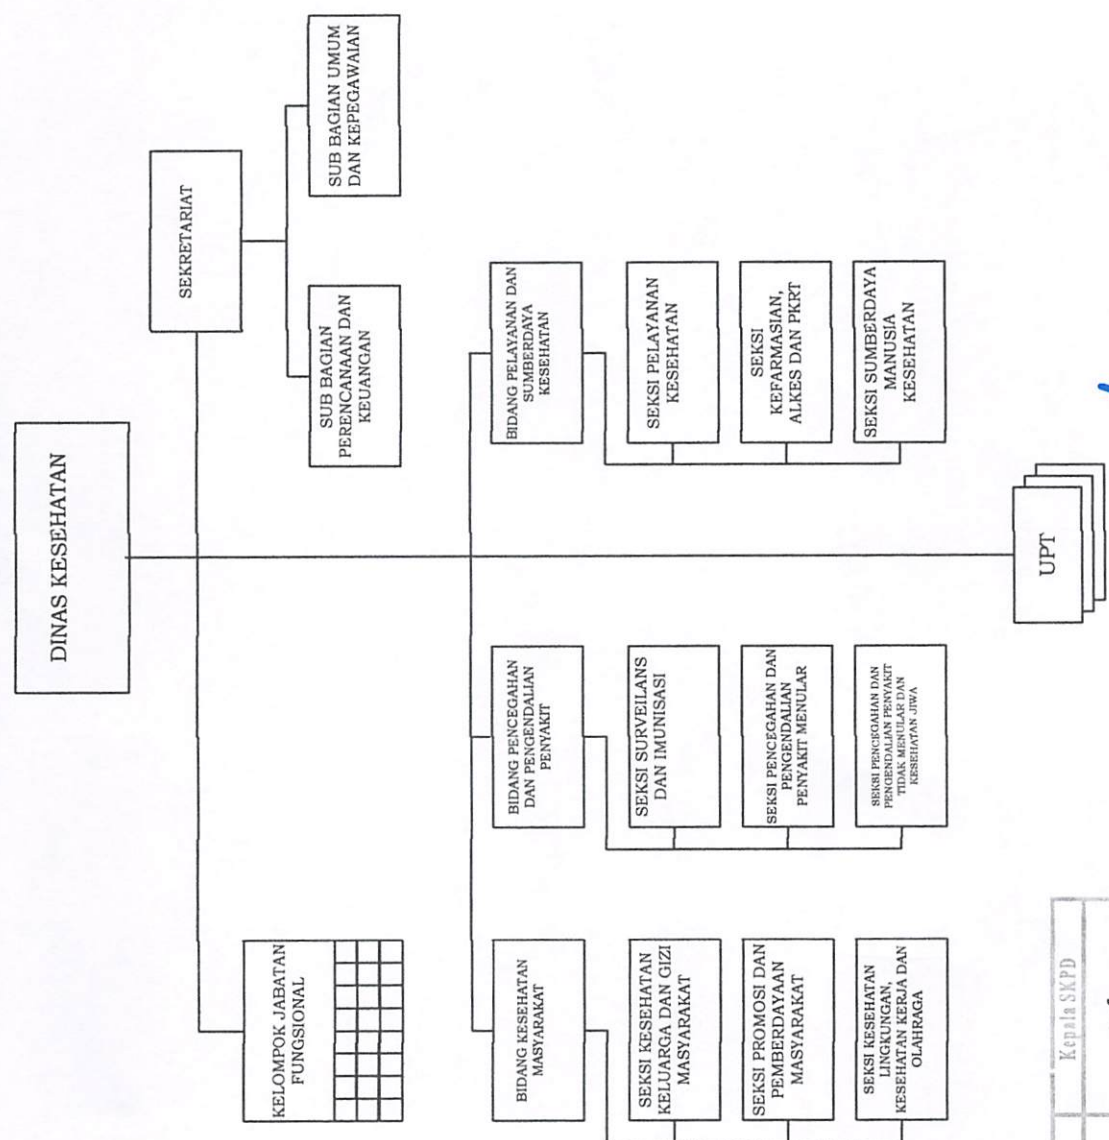 DINAS KESEHATAN
SEKRETARIAT
KELOMPOK JABATAN
FUNGSIONAL
SUB BAGIAN
PERENCANAAN DAN
KEUANGAN
SUB BAGIAN UMUM
DAN KEPEGAWAIAN
BIDANG KESEHATAN
MASYARAKAT
BIDANG PENCEGAHAN
DAN PENGENDALIAN
PENYAKIT
BIDANG PELAYANAN DAN
SUMBERDAYA
KESEHATAN
SEKSI KESEHATAN
KELUARGA DAN GIZI
MASYARAKAT
SEKSI SURVEILANS
DAN IMUNISASI
SEKSI PELAYANAN
KESEHATAN
SEKSI PROMOSI DAN
PEMBERDAYAAN
MASYARAKAT
SEKSI PENCEGAHAN DAN
PENGENDALIAN
PENYAKIT MENULAR
SEKSI
KEFARMASIAN,
ALKES DAN PKRT
SEKSI KESEHATAN
LINGKUNGAN,
KESEHATAN KERJA DAN
OLAHRAGA
SEKSI PENCEGAHAN DAN
PENGENDALIAN PENYAKIT
TIDAK MENULAR DAN
KESEHATAN JIWA
SEKSI SUMBERDAYA
MANUSIA
KESEHATAN
UPT
Kepala SKPD